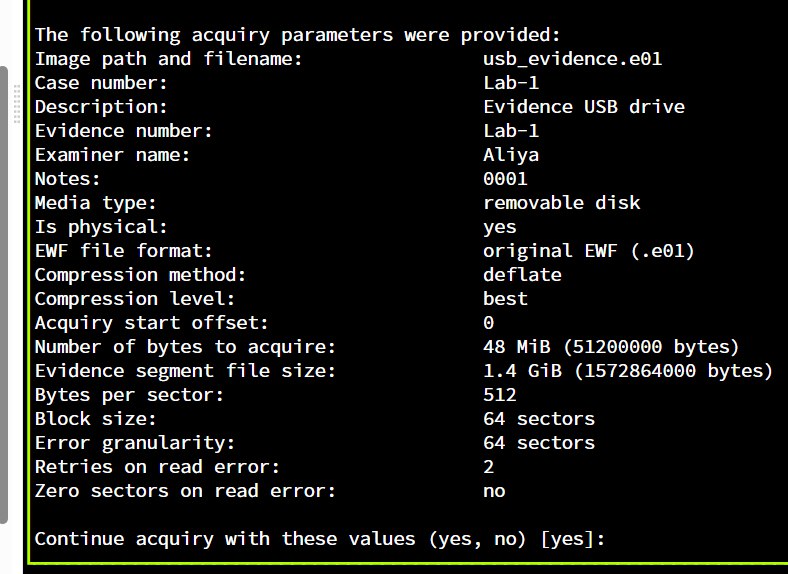 The following acquiry parameters were provided:
Image path and filename: usb_evidence.e01
Case number: Lab-1
Description: Evidence USB drive
Evidence number: Lab-1
Examiner name: Aliya
Notes: 0001
Media type: removable disk
Is physical: yes
EWF file format: original EWF (.e01)
Compression method: deflate
Compression level: best
Acquiry start offset: 0
Number of bytes to acquire: 48 MiB (51200000 bytes)
Evidence segment file size: 1.4 GiB (1572864000 bytes)
Bytes per sector: 512
Block size: 64 sectors
Error granularity: 64 sectors
Retries on read error: 2
Zero sectors on read error: no
Continue acquiry with these values (yes, no) [yes]: